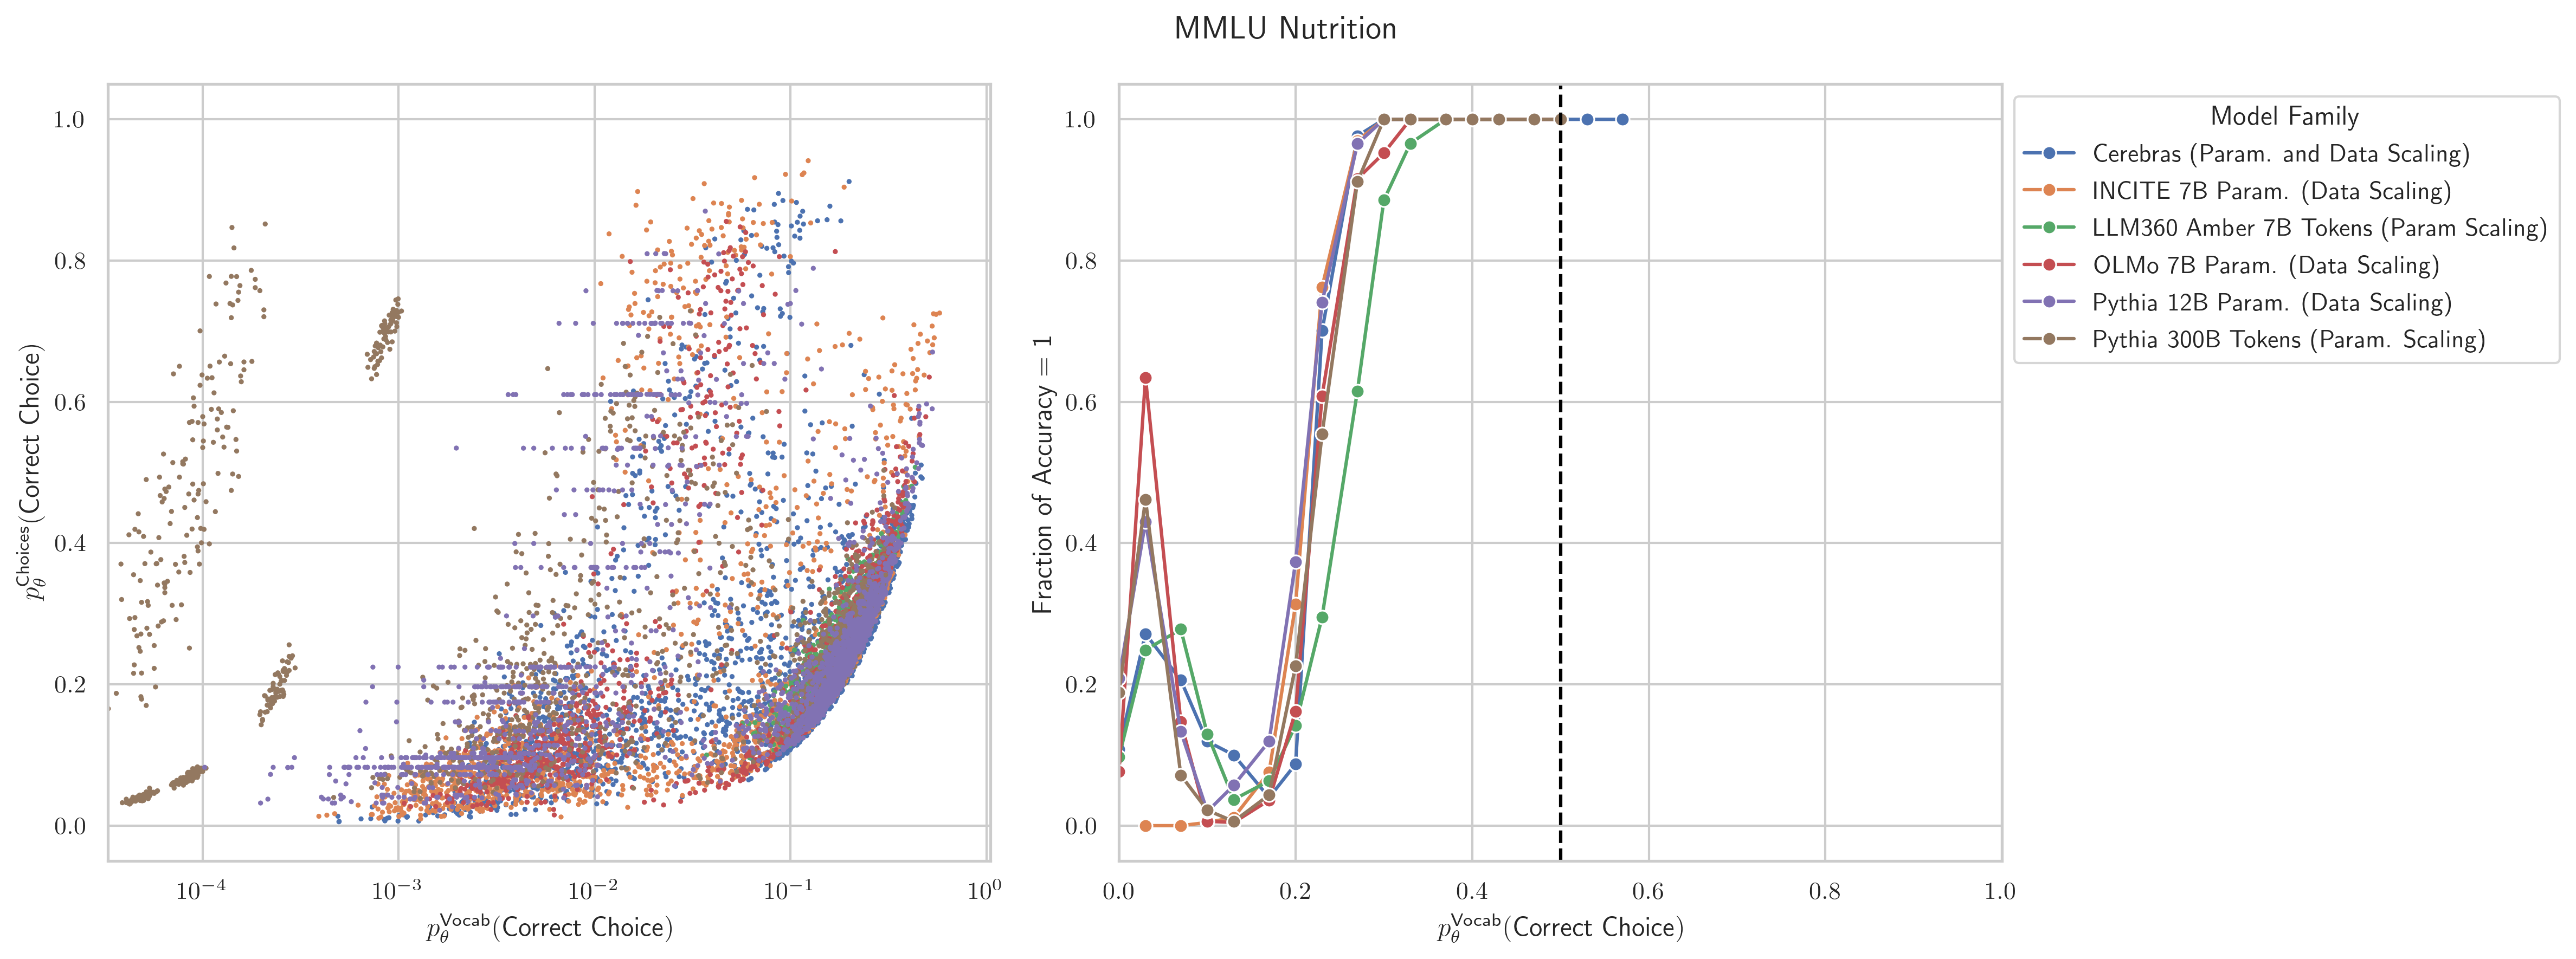 MMLU Nutrition
1.0
0.8
0.6
0.4
0.2
0.0
p_θ^Choices(Correct Choice)
10^−4 10^−3 10^−2 10^−1 10^0
p_θ^Vocab(Correct Choice)
1.0
0.8
0.6
0.4
0.2
0.0
Fraction of Accuracy = 1
0.0 0.2 0.4 0.6 0.8 1.0
p_θ^Vocab(Correct Choice)
Model Family
Cerebras (Param. and Data Scaling)
INCITE 7B Param. (Data Scaling)
LLM360 Amber 7B Tokens (Param Scaling)
OLMo 7B Param. (Data Scaling)
Pythia 12B Param. (Data Scaling)
Pythia 300B Tokens (Param. Scaling)